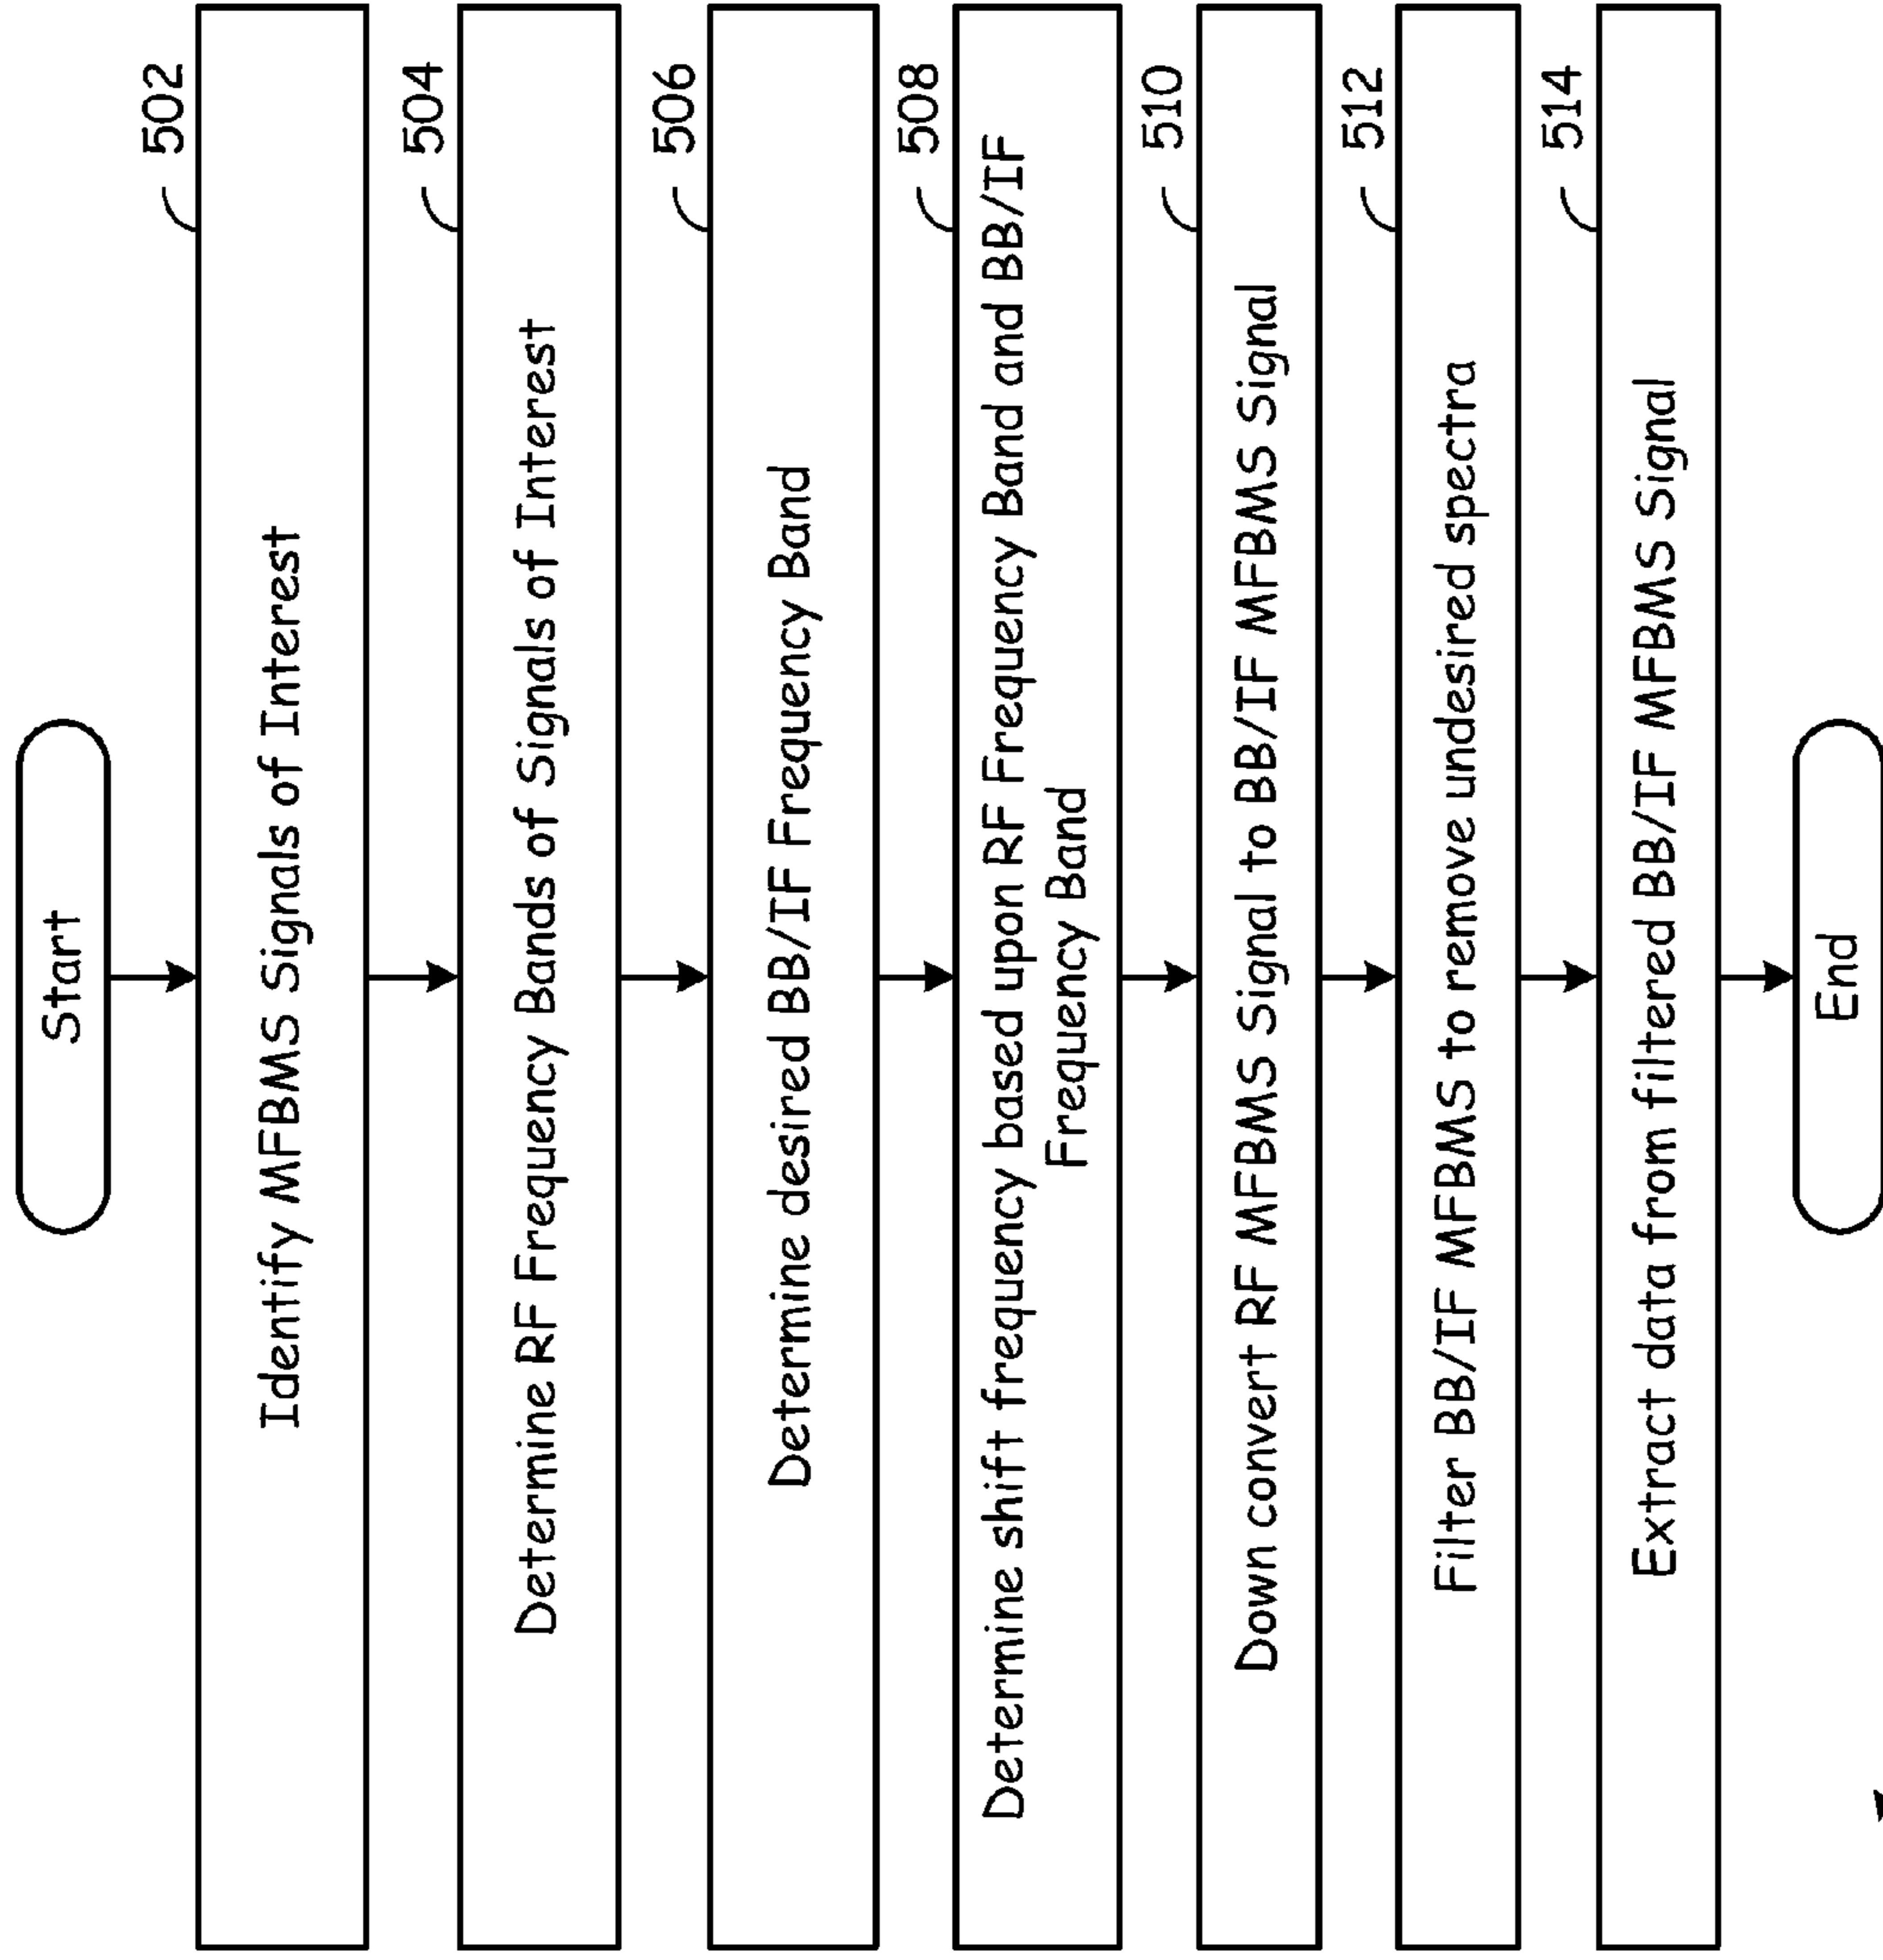 Start
502
Identify MFBMS Signals of Interest
504
Determine RF Frequency Bands of Signals of Interest
506
Determine desired BB/IF Frequency Band
508
Determine shift frequency based upon RF Frequency Band and BB/IF
Frequency Band
510
Down convert RF MFBMS Signal to BB/IF MFBMS Signal
512
Filter BB/IF MFBMS to remove undesired spectra
514
Extract data from filtered BB/IF MFBMS Signal
End